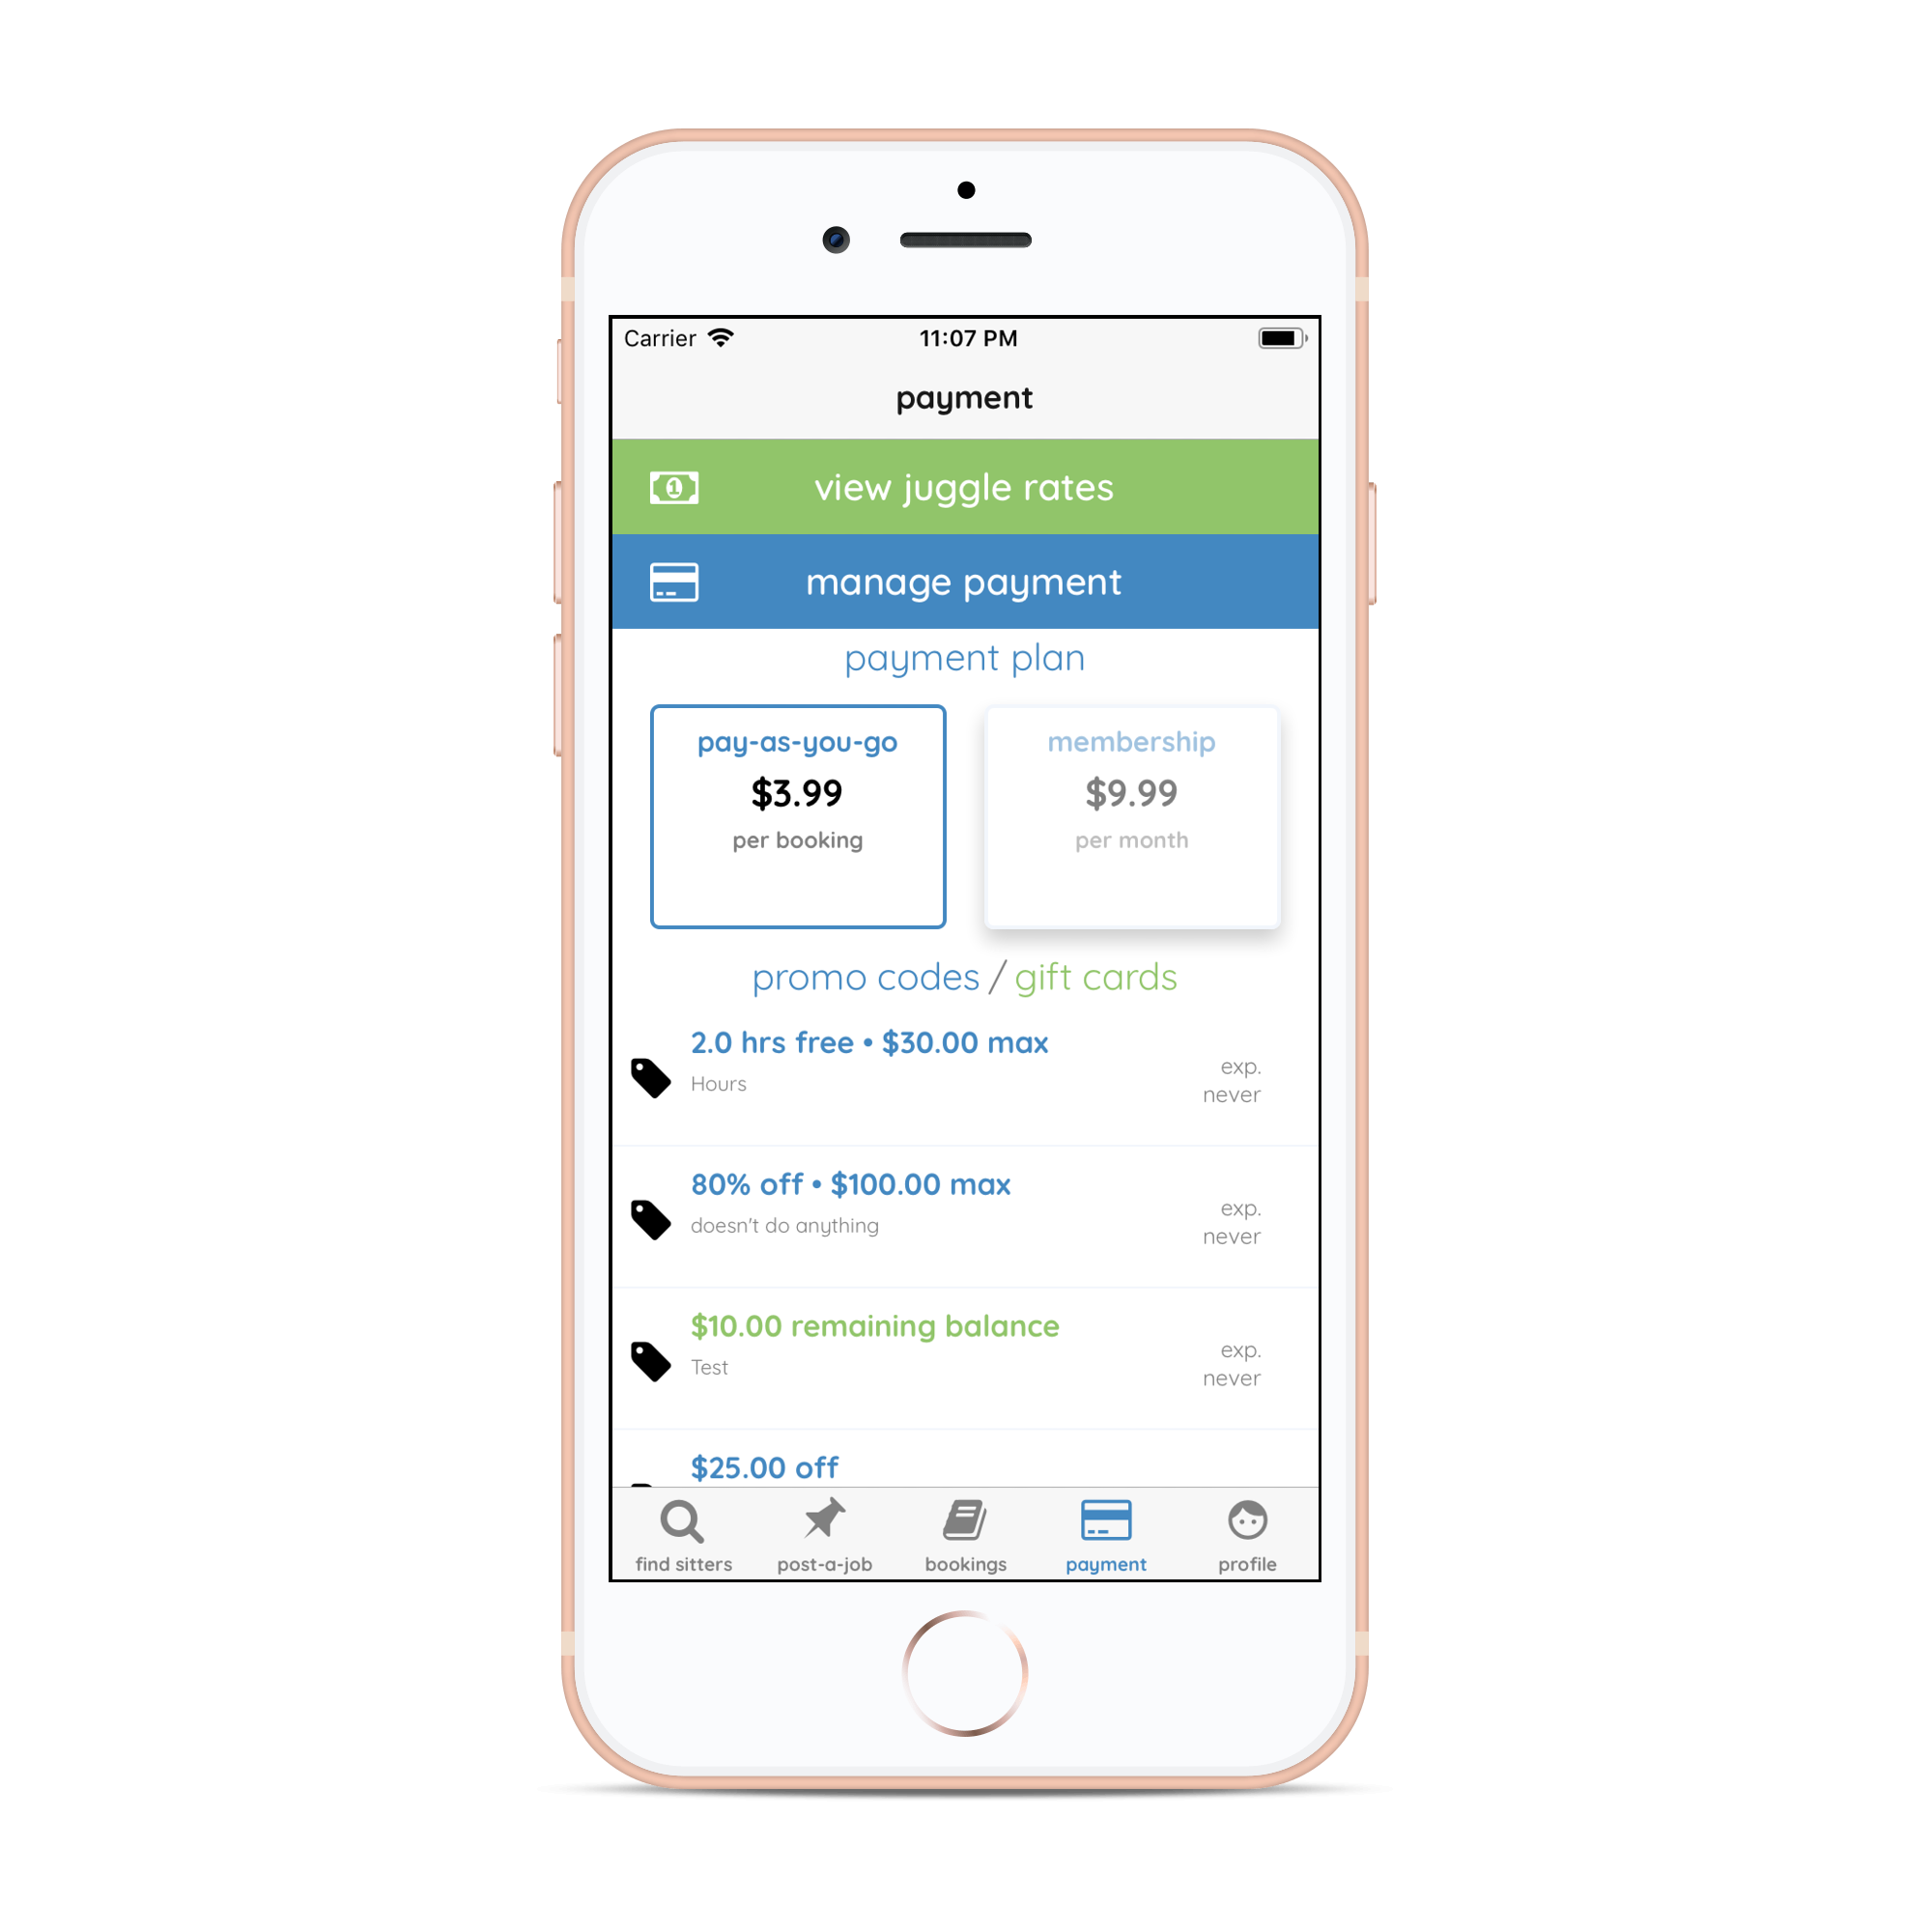 Carrier 11:07 PM
payment
view juggle rates
manage payment
payment plan
pay-as-you-go
$3.99
per booking
membership
$9.99
per month
promo codes / gift cards
2.0 hrs free • $30.00 max
Hours
exp.
never
80% off • $100.00 max
doesn't do anything
exp.
never
$10.00 remaining balance
Test
exp.
never
$25.00 off
find sitters post-a-job bookings payment profile